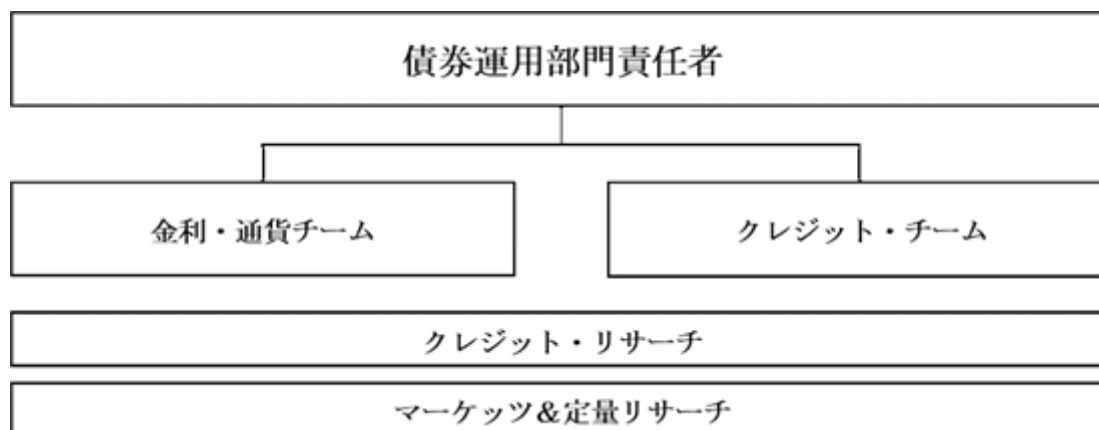 債券運用部門責任者
金利・通貨チーム
クレジット・チーム
クレジット・リサーチ
マーケッツ&定量リサーチ